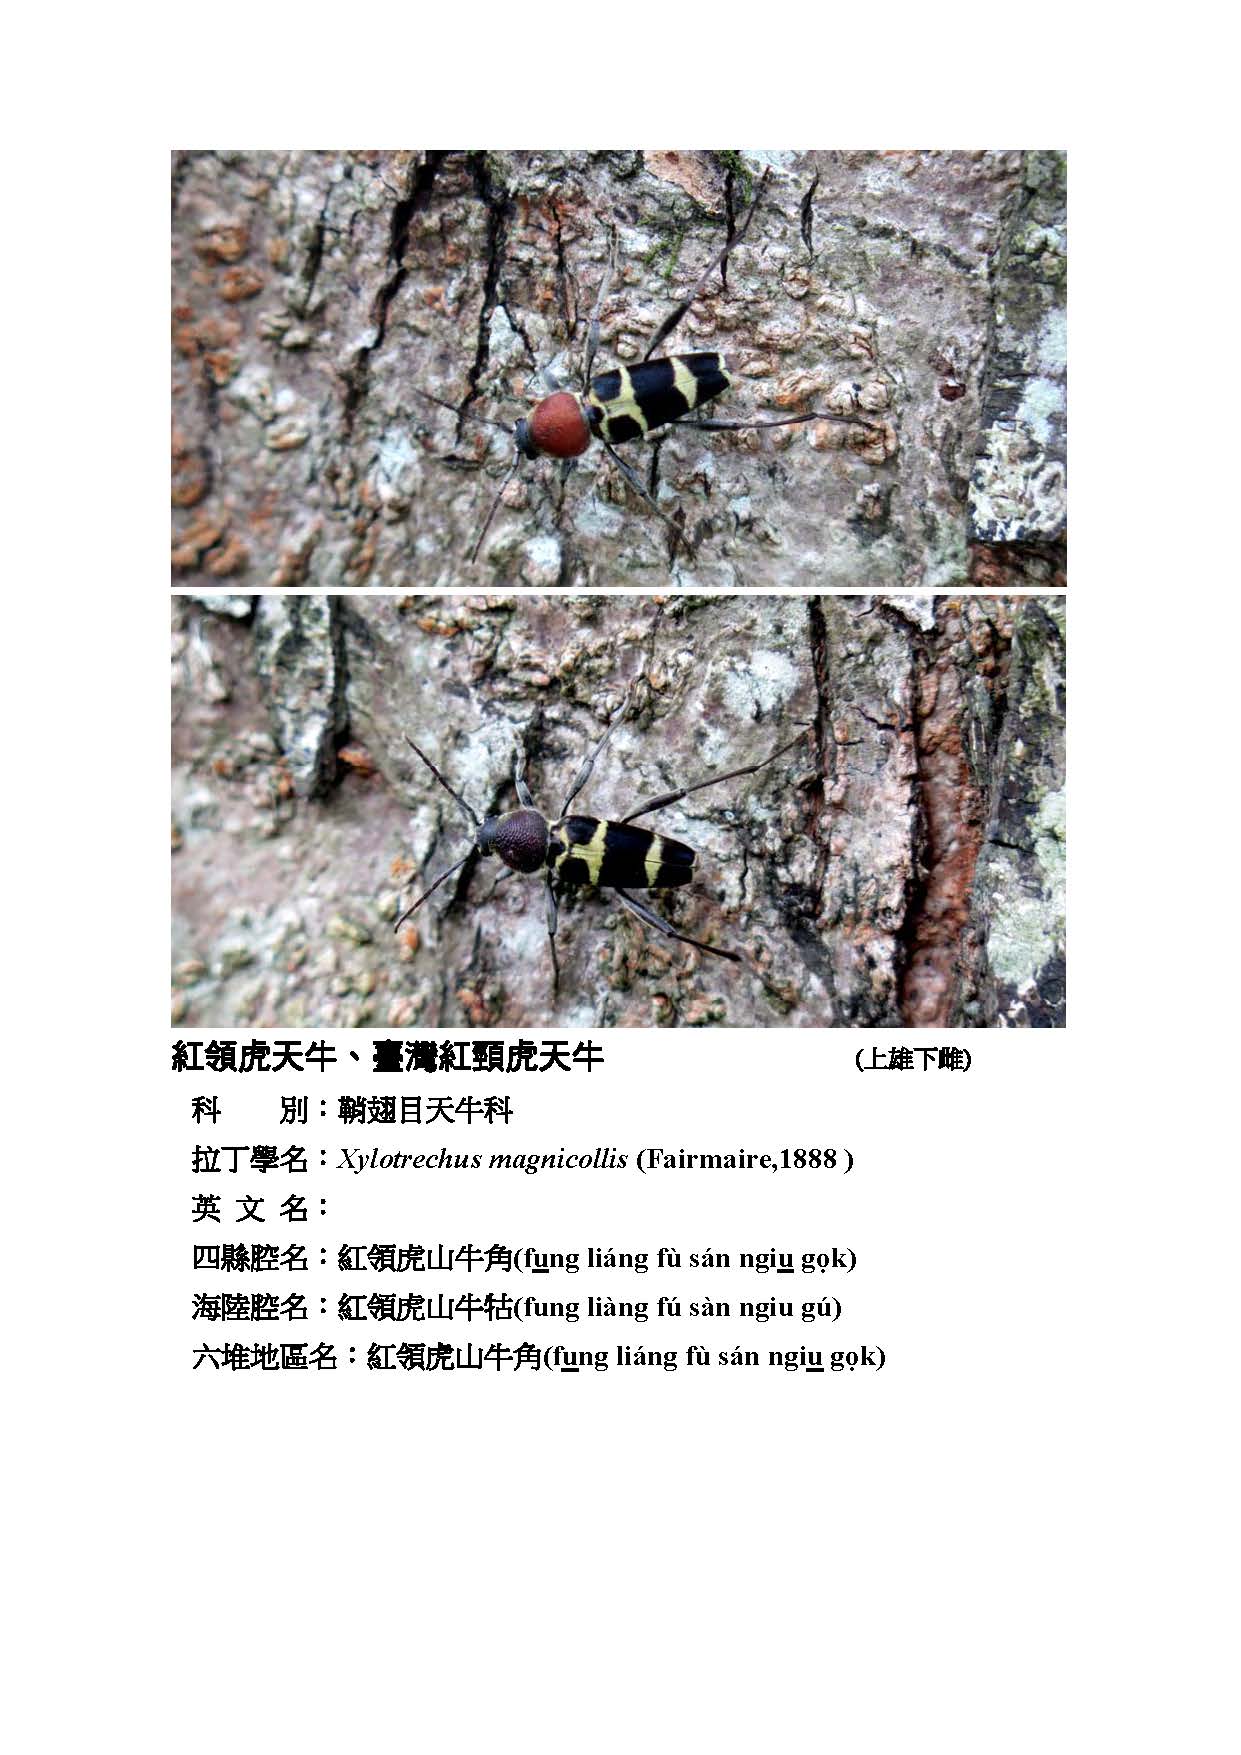 紅領虎天牛、臺灣紅頸虎天牛 (上雄下雌)
科 別：鞘翅目天牛科
拉丁學名：Xylotrechus magnicollis (Fairmaire,1888 )
英 文 名：
四縣腔名：紅領虎山牛角(fung liáng fù sán ngiu gọk)
海陸腔名：紅領虎山牛牯(fung liàng fú sàn ngiu gú)
六堆地區名：紅領虎山牛角(fung liáng fù sán ngiu gọk)